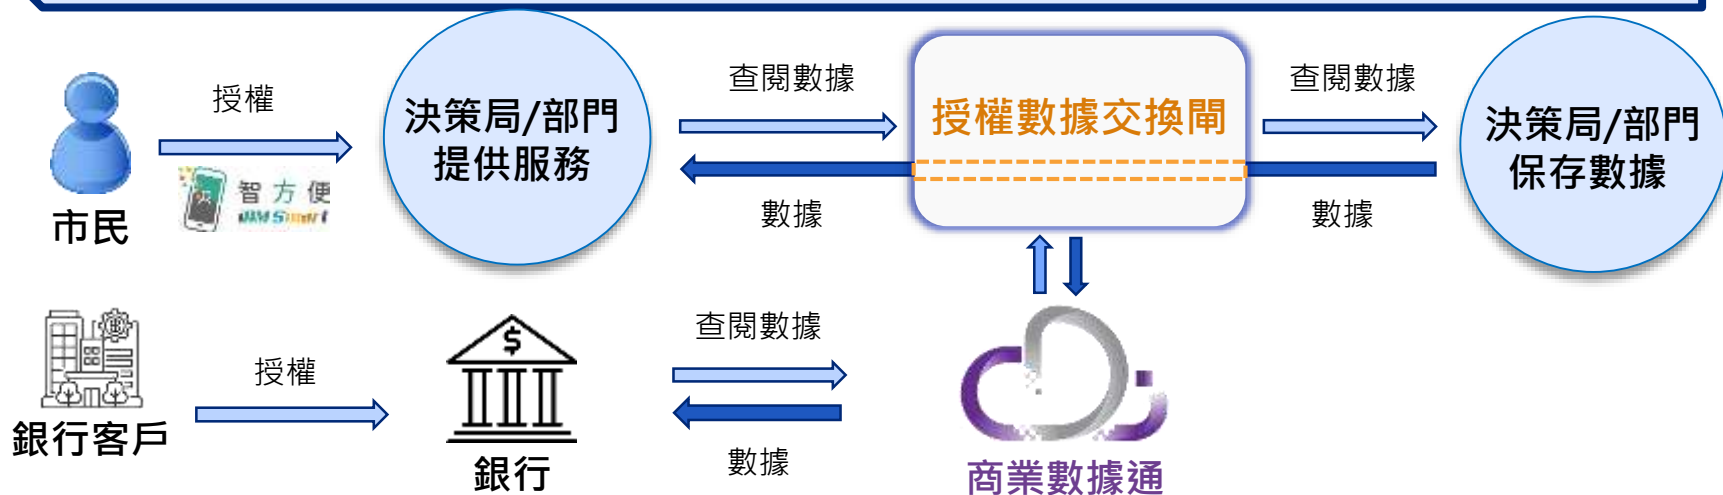 授權
查閱數據
查閱數據
決策局/部門
提供服務
授權數據交換閘
決策局/部門
保存數據
智方便
iAM Smart
市民
數據
數據
查閱數據
授權
$
銀行客戶
銀行
數據
商業數據通